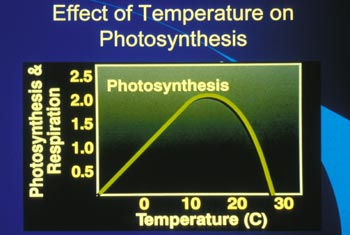 Effect of Temperature on
Photosynthesis
Photosynthesis &
Respiration
2.5
2.0
1.5
1.0
0.5
Photosynthesis
0 10 20 30
Temperature (C)